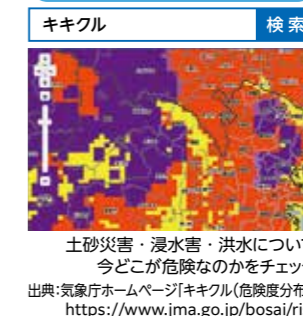 キキクル
検索
土砂災害・浸水害・洪水につい
今どこが危険なのかをチェッ
出典:気象庁ホームページ「キキクル(危険度分布
https://www.jma.go.jp/bosai/ri